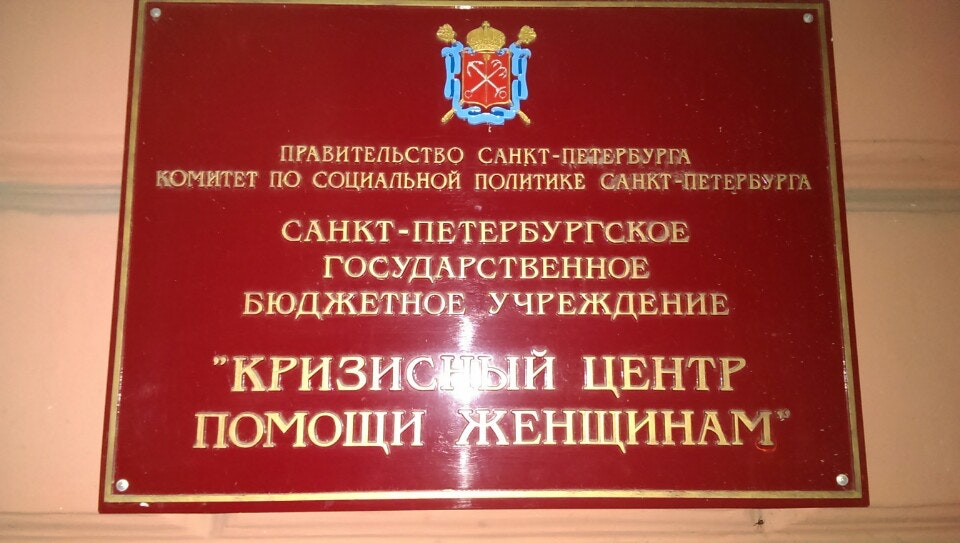 ПРАВИТЕЛЬСТВО САНКТ-ПЕТЕРБУРГА
КОМИТЕТ ПО СОЦИАЛЬНОЙ ПОЛИТИКЕ САНКТ-ПЕТЕРБУРГА
САНКТ-ПЕТЕРБУРГСКОЕ
ГОСУДАРСТВЕННОЕ
БЮДЖЕТНОЕ УЧРЕЖДЕНИЕ
"КРИЗИСНЫЙ ЦЕНТР
ПОМОЩИ ЖЕНЩИНАМ"